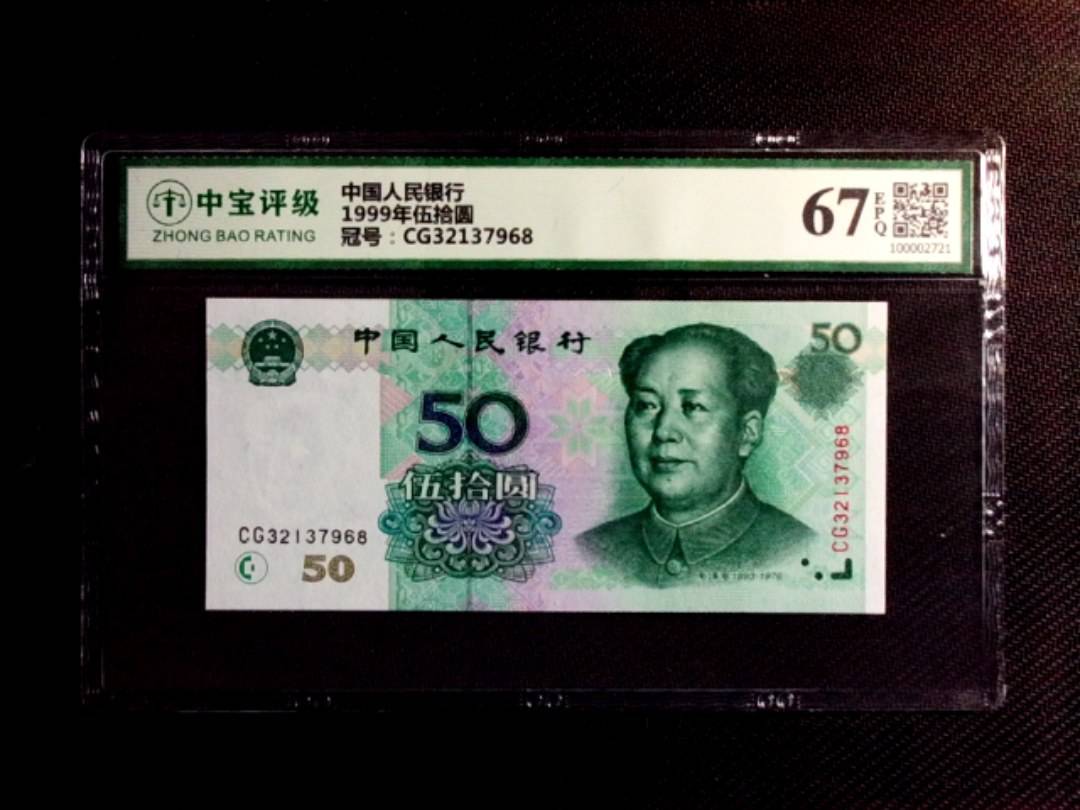 中宝评级
ZHONG BAO RATING
中国人民银行
1999年伍拾圆
冠号：CG32137968
67
EPQ
100002721
中国人民银行
50
50
伍拾圆
CG32137968
50
CG32137968
1893-1976